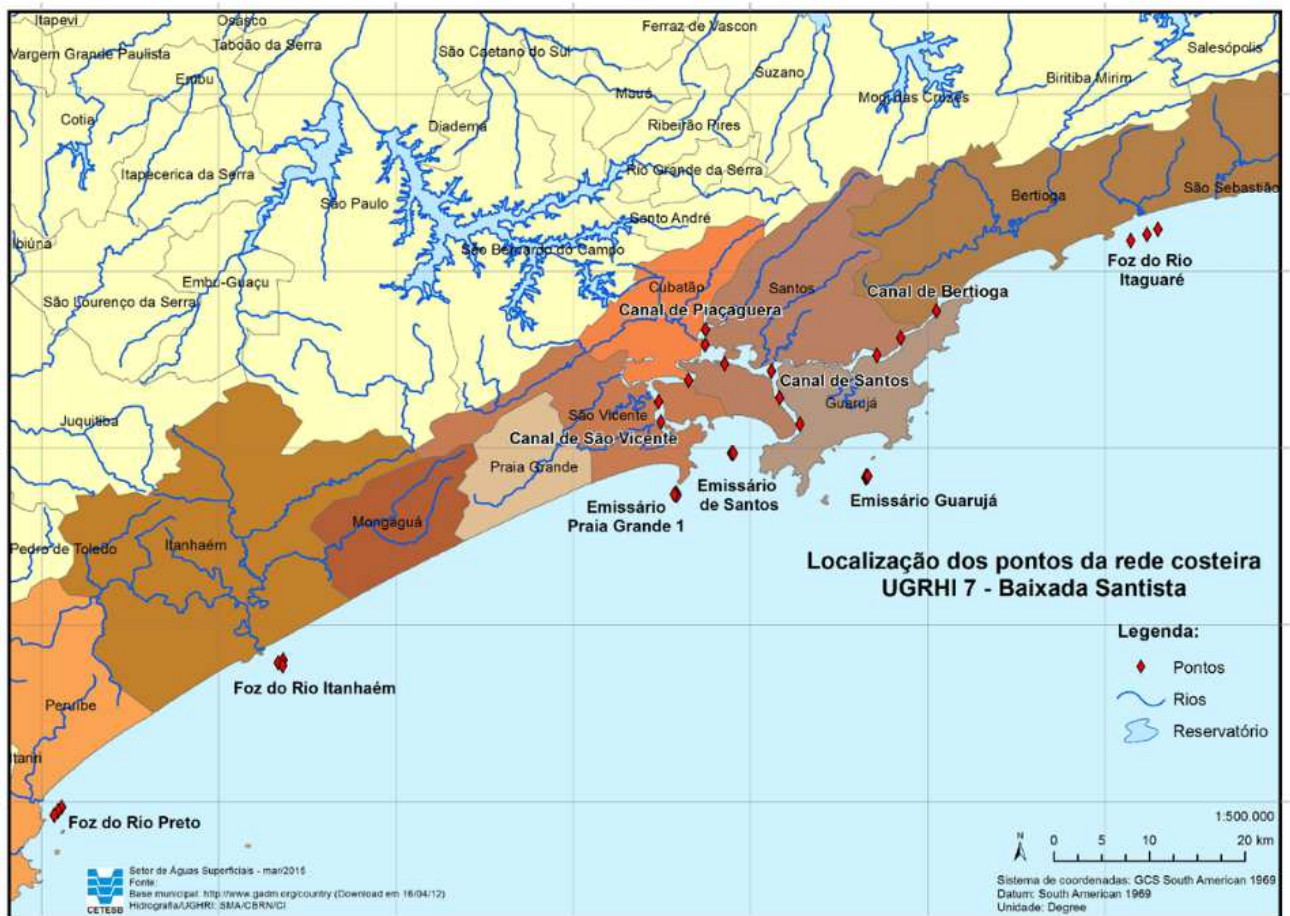 Itapevi
Osasco
Ferraz de Vascon
Vargem Grande Paulista
Taboão da Serra
São Caetano do Sul
Salesópolis
Embu
Suzano
Biritiba Mirim
Mauá
Mogi das Cruzes
Cotia
Diadema
Ribeirão Pires
Itapecerica da Serra
Rio Grande da Serra
São Sebastião
São Paulo
Bertioga
Ibiúna
Santo André
São Bernardo do Campo
Foz do Rio
Itaguaré
Embu-Guaçu
Cubatão
Santos
Canal de Bertioga
São Lourenço da Serra
Canal de Piaçaguera
Canal de Santos
Guarujá
Juquitiba
São Vicente
Canal de São Vicente
Praia Grande
Emissário
de Santos
Emissário Guarujá
Emissário
Praia Grande 1
Mongaguá
Pedro de Toledo
Itanhaém
Localização dos pontos da rede costeira
UGRHI 7 - Baixada Santista
Legenda:
Pontos
Rios
Reservatório
Foz do Rio Itanhaém
Peruíbe
Itariri
Foz do Rio Preto
1:500.000
N
0 5 10 20 km
Setor de Águas Superficiais - mar/2015
Fonte:
Base municipal: http://www.gadm.org/country (Download em 16/04/12)
Hidrografia/UGHRI: SMA/CBRN/CI
CETESB
Sistema de coordenadas: GCS South American 1969
Datum: South American 1969
Unidade: Degree